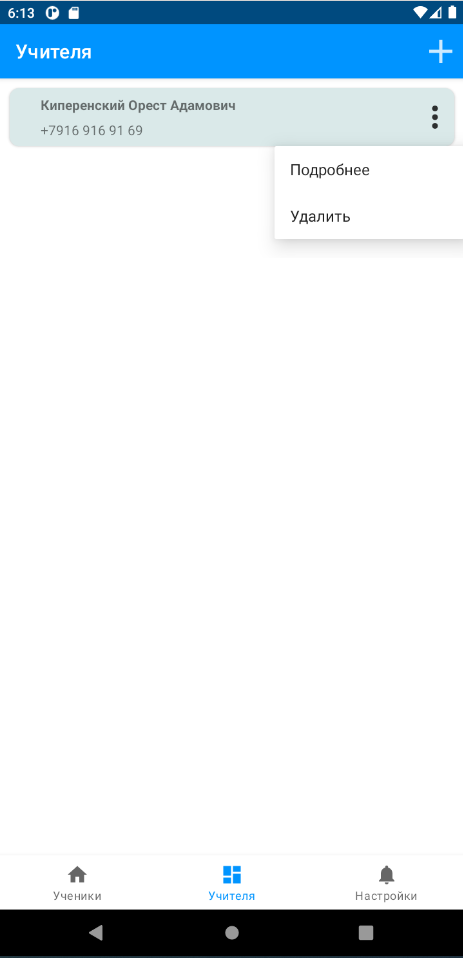 6:13
Учителя
Киперенский Орест Адамович
+7916 916 91 69
Подробнее
Удалить
Ученики
Учителя
Настройки